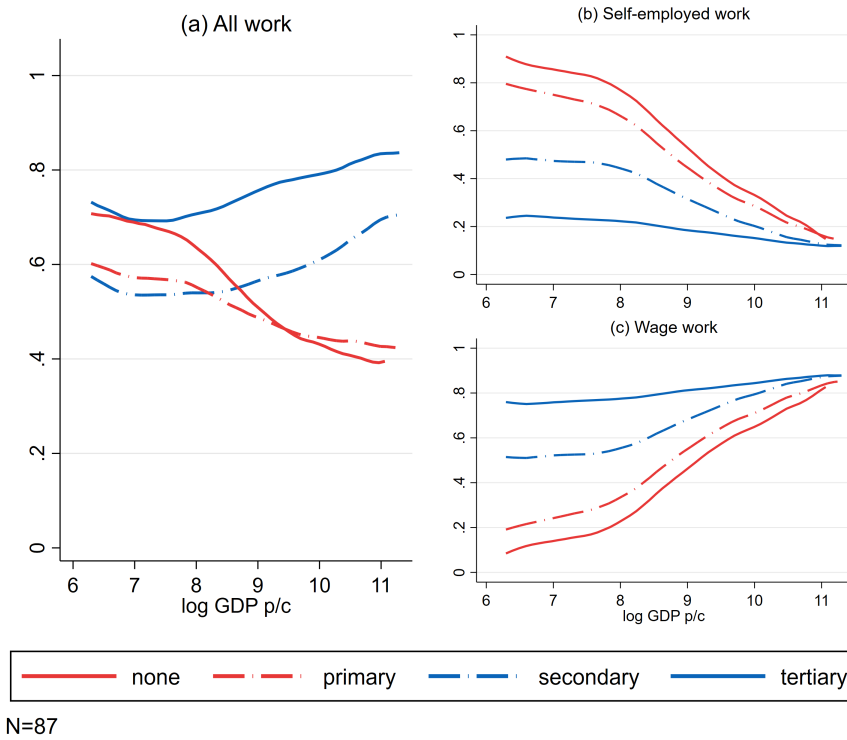 (a) All work
1
.8
.6
.4
.2
0
6 7 8 9 10 11
log GDP p/c
(b) Self-employed work
1
.8
.6
.4
.2
0
6 7 8 9 10 11
(c) Wage work
1
.8
.6
.4
.2
0
6 7 8 9 10 11
log GDP p/c
none primary secondary tertiary
N=87